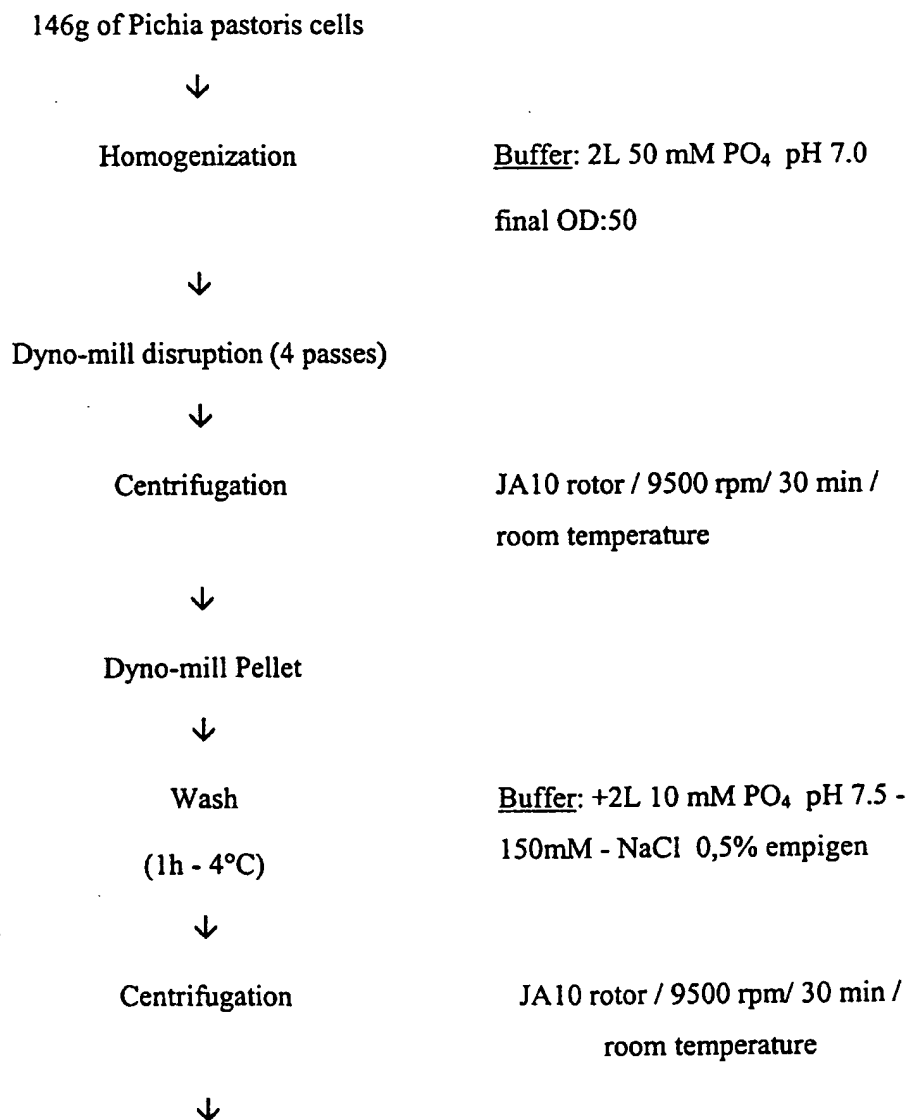 146g of Pichia pastoris cells
↓
Homogenization
Buffer: 2L 50 mM PO₄ pH 7.0
final OD:50
↓
Dyno-mill disruption (4 passes)
↓
Centrifugation
JA10 rotor / 9500 rpm/ 30 min /
room temperature
↓
Dyno-mill Pellet
↓
Wash
(1h - 4°C)
Buffer: +2L 10 mM PO₄ pH 7.5 -
150mM - NaCl 0,5% empigen
↓
Centrifugation
JA10 rotor / 9500 rpm/ 30 min /
room temperature
↓